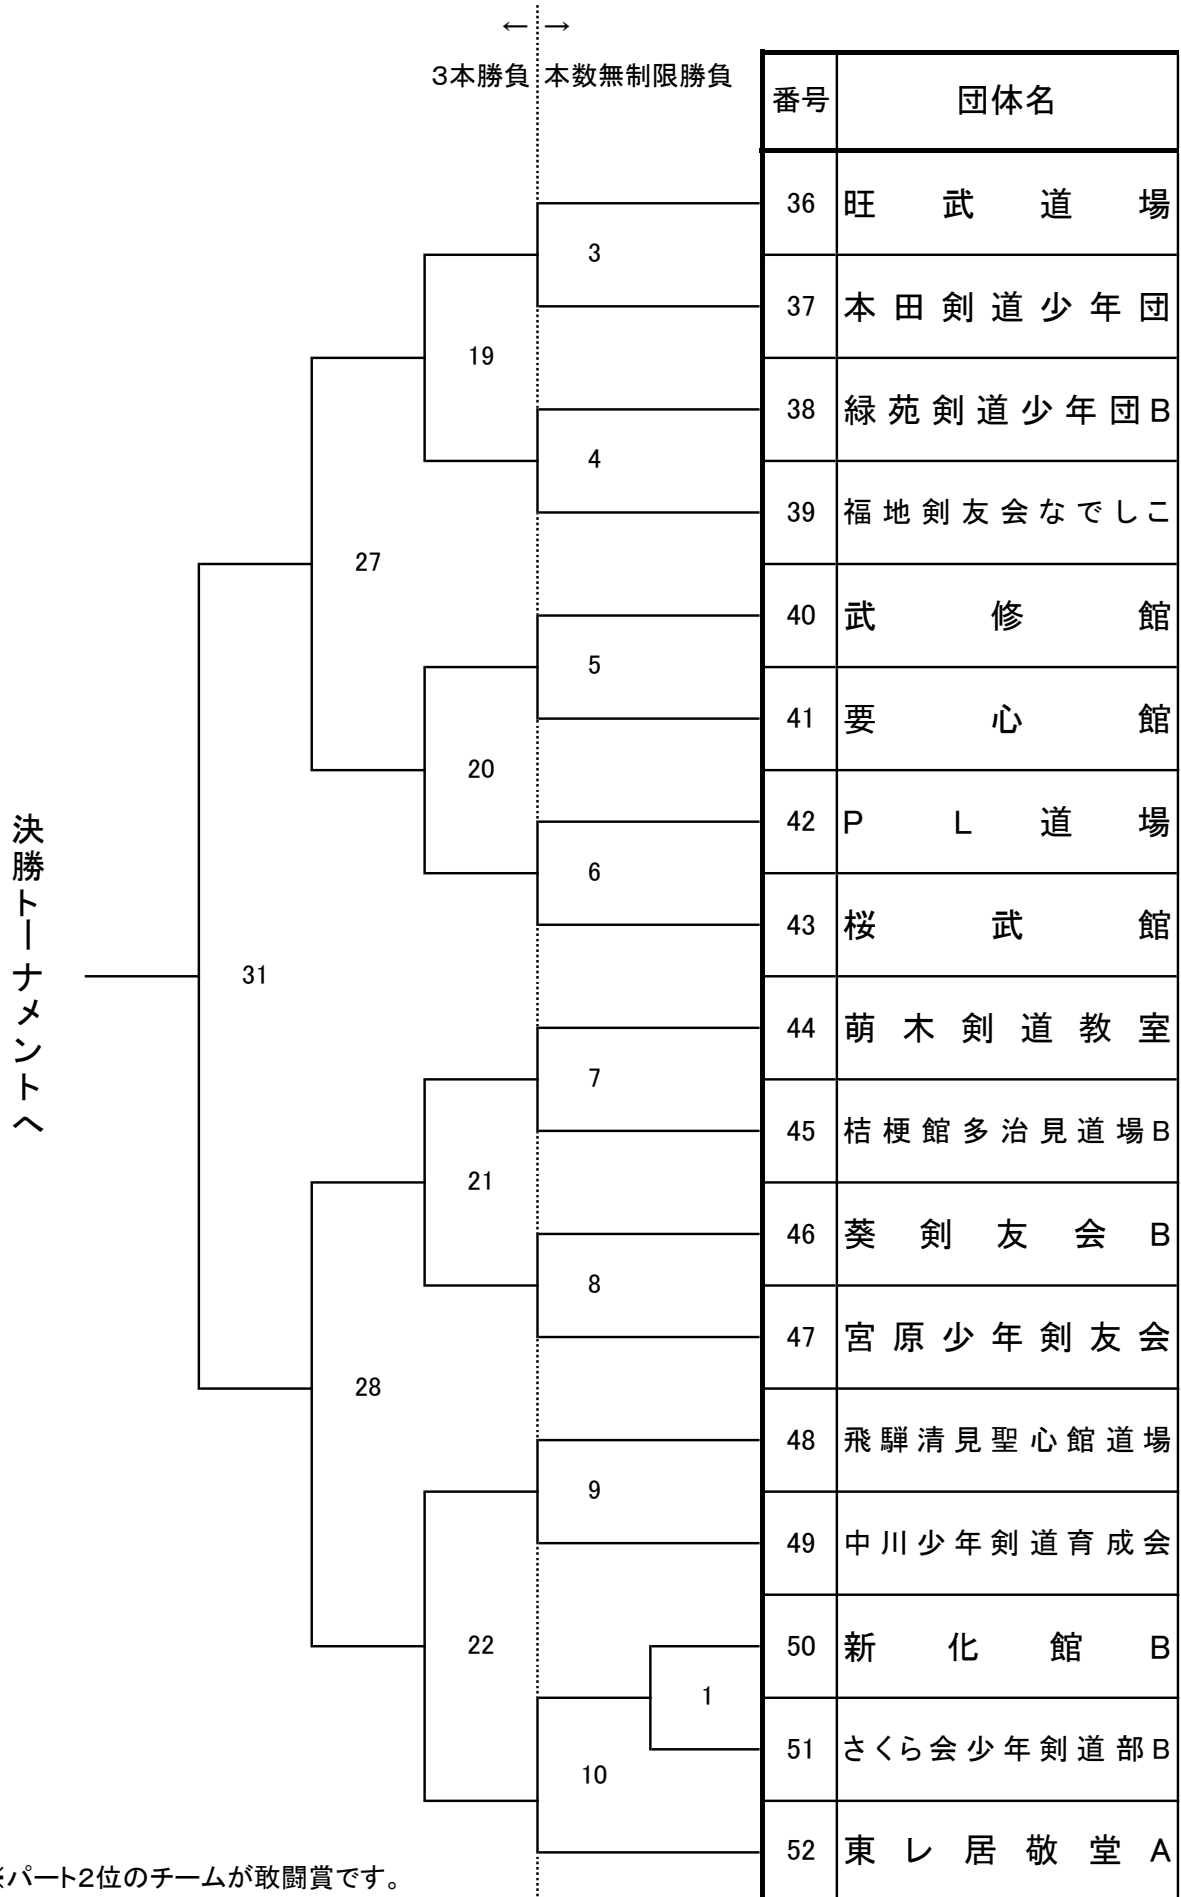 ← →
3本勝負 本数無制限勝負
番号 団体名
36 旺武道場
3
37 本田剣道少年団
19
38 緑苑剣道少年団B
4
39 福地剣友会なでしこ
27
40 武修館
5
41 要心館
20
42 PL道場
6
43 桜武館
決勝トーナメントへ
31
44 萌木剣道教室
7
45 桔梗館多治見道場B
21
46 葵剣友会B
8
47 宮原少年剣友会
28
48 飛騨清見聖心館道場
9
49 中川少年剣道育成会
22
50 新化館B
1
51 さくら会少年剣道部B
10
52 東レ居敬堂A
※パート2位のチームが敢闘賞です。